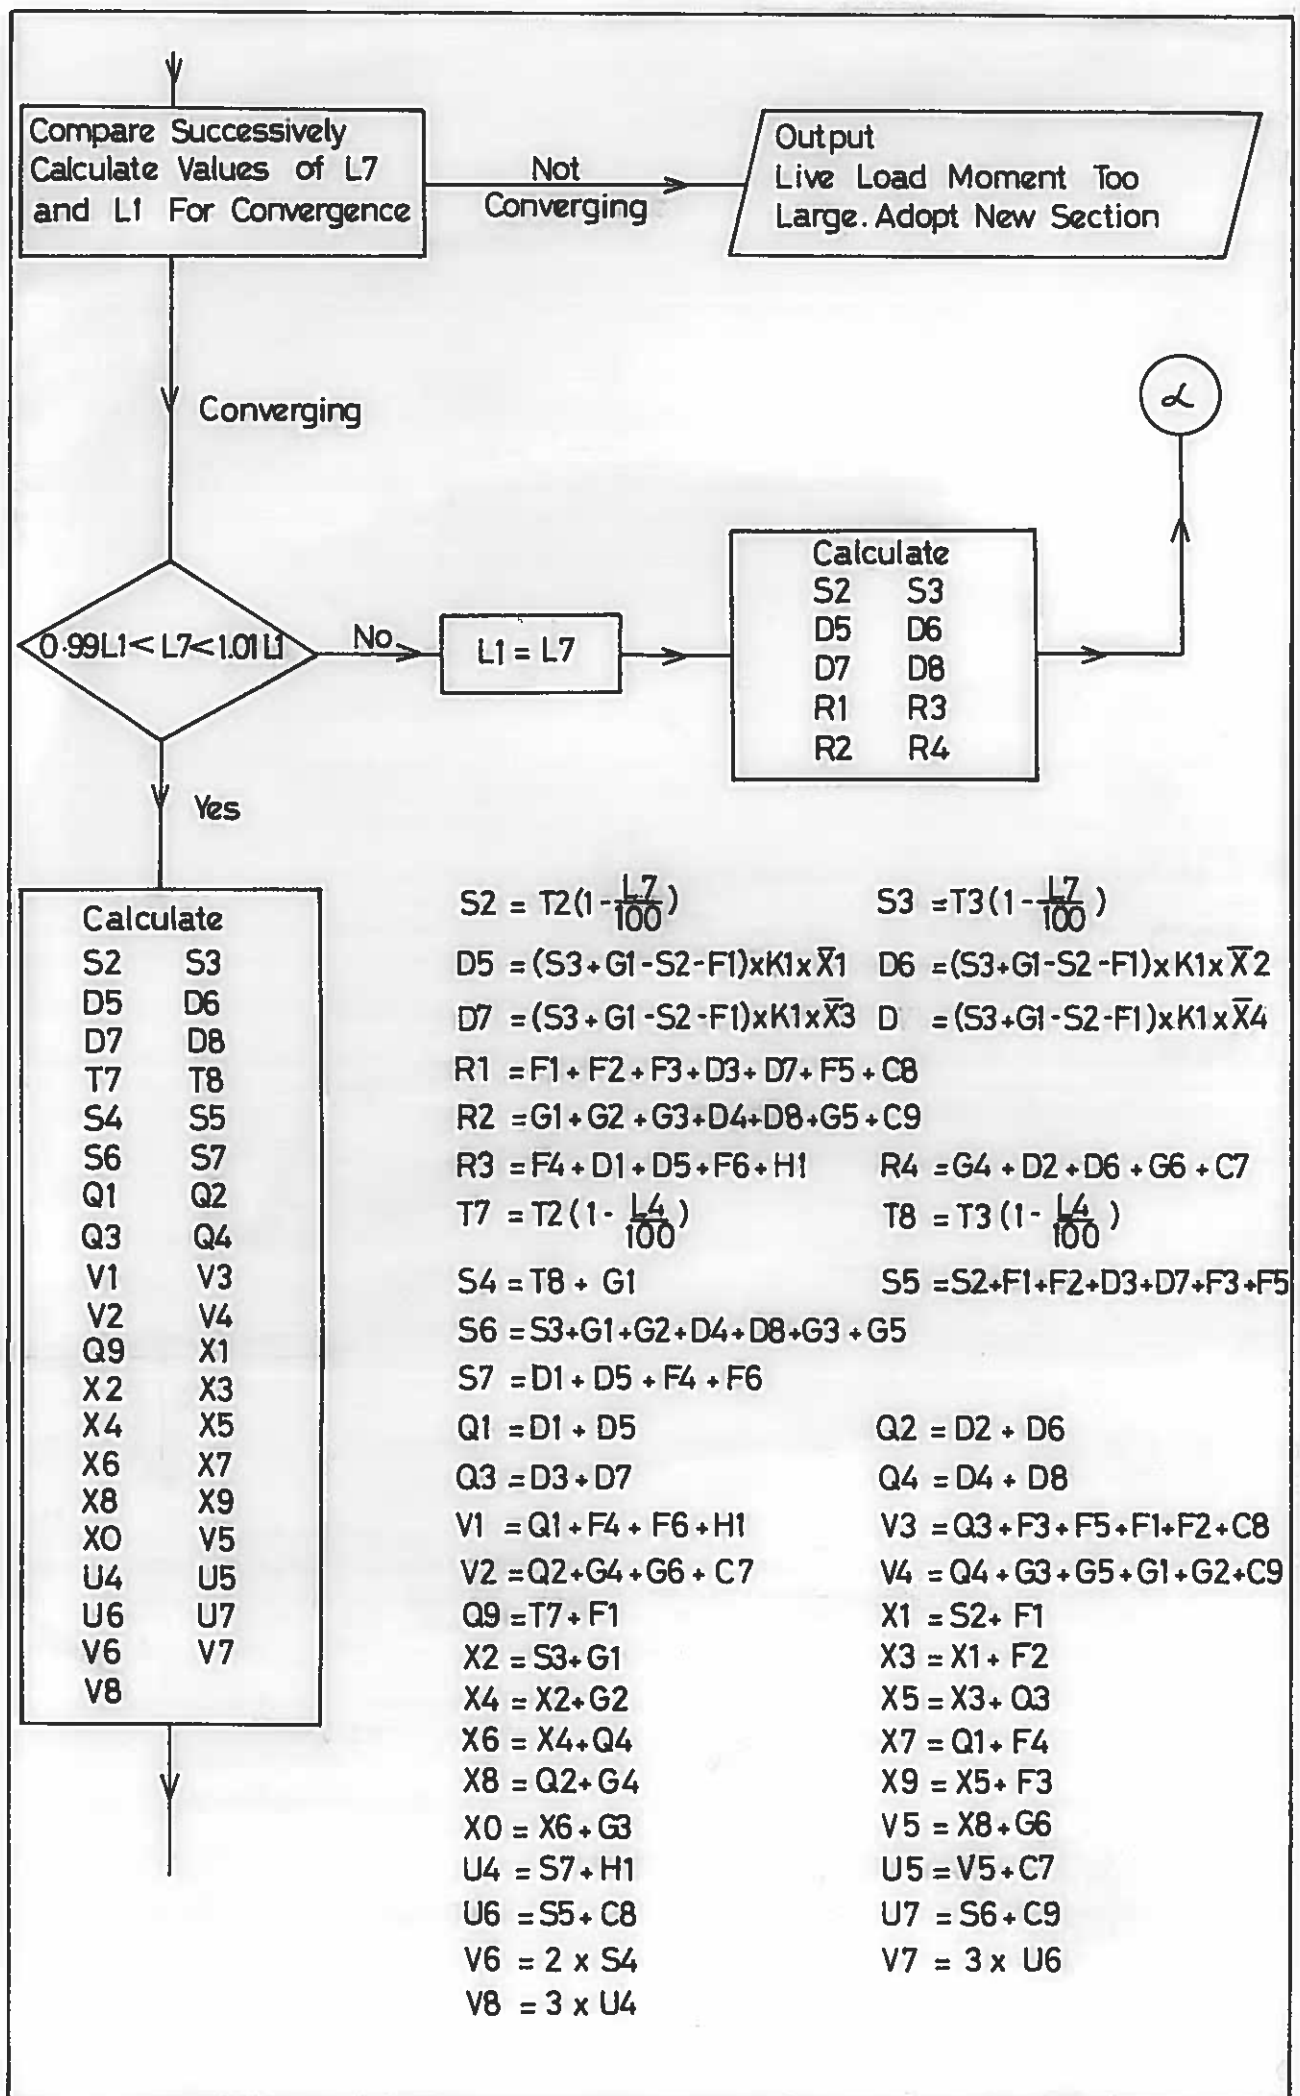 Compare Successively
Calculate Values of L7
and L1 For Convergence
Not
Converging
Output
Live Load Moment Too
Large. Adopt New Section
Converging
α
0.99L1 < L7 < 1.01 L1
No
L1 = L7
Calculate
S2 S3
D5 D6
D7 D8
R1 R3
R2 R4
Yes
Calculate
S2 S3
D5 D6
D7 D8
T7 T8
S4 S5
S6 S7
Q1 Q2
Q3 Q4
V1 V3
V2 V4
Q9 X1
X2 X3
X4 X5
X6 X7
X8 X9
X0 V5
U4 U5
U6 U7
V6 V7
V8
S2 = T2(1-L7/100) S3 =T3(1-L7/100)
D5 =(S3+G1-S2-F1)xK1xX̅1 D6 =(S3+G1-S2-F1)xK1xX̅2
D7 =(S3+G1-S2-F1)xK1xX̅3 D =(S3+G1-S2-F1)xK1xX̅4
R1 =F1+F2+F3+D3+D7+F5+C8
R2 =G1+G2+G3+D4+D8+G5+C9
R3 =F4+D1+D5+F6+H1 R4 =G4+D2+D6+G6+C7
T7 =T2(1-L4/100) T8 =T3(1-L4/100)
S4 =T8+G1 S5 =S2+F1+F2+D3+D7+F3+F5
S6 =S3+G1+G2+D4+D8+G3+G5
S7 =D1+D5+F4+F6
Q1 =D1+D5 Q2 =D2+D6
Q3 =D3+D7 Q4 =D4+D8
V1 =Q1+F4+F6+H1 V3 =Q3+F3+F5+F1+F2+C8
V2 =Q2+G4+G6+C7 V4 =Q4+G3+G5+G1+G2+C9
Q9 =T7+F1 X1 =S2+F1
X2 =S3+G1 X3 =X1+F2
X4 =X2+G2 X5 =X3+Q3
X6 =X4+Q4 X7 =Q1+F4
X8 =Q2+G4 X9 =X5+F3
X0 =X6+G3 V5 =X8+G6
U4 =S7+H1 U5 =V5+C7
U6 =S5+C8 U7 =S6+C9
V6 = 2 x S4 V7 = 3 x U6
V8 = 3 x U4